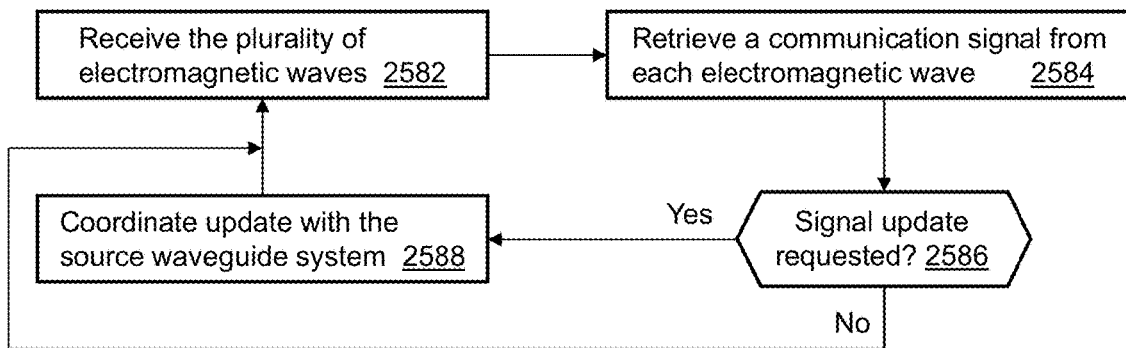 Receive the plurality of
electromagnetic waves 2582
Retrieve a communication signal from
each electromagnetic wave 2584
Coordinate update with the
source waveguide system 2588
Yes
Signal update
requested? 2586
No